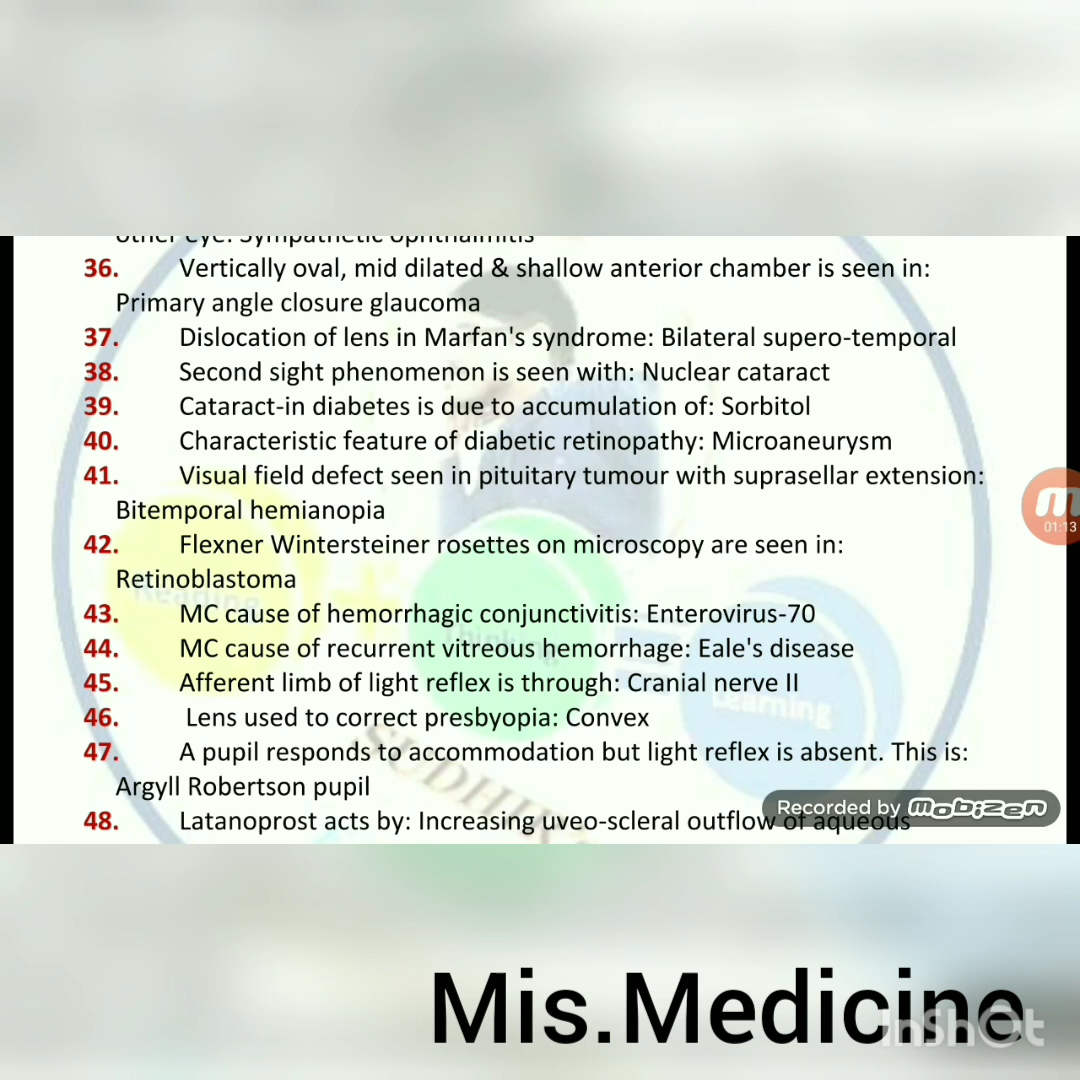 other eye: Sympathetic ophthalmitis
36. Vertically oval, mid dilated & shallow anterior chamber is seen in:
Primary angle closure glaucoma
37. Dislocation of lens in Marfan's syndrome: Bilateral supero-temporal
38. Second sight phenomenon is seen with: Nuclear cataract
39. Cataract-in diabetes is due to accumulation of: Sorbitol
40. Characteristic feature of diabetic retinopathy: Microaneurysm
41. Visual field defect seen in pituitary tumour with suprasellar extension:
Bitemporal hemianopia
42. Flexner Wintersteiner rosettes on microscopy are seen in:
Retinoblastoma
Reading
43. MC cause of hemorrhagic conjunctivitis: Enterovirus-70
Thinking
44. MC cause of recurrent vitreous hemorrhage: Eale's disease
45. Afferent limb of light reflex is through: Cranial nerve II
Learning
46. Lens used to correct presbyopia: Convex
47. A pupil responds to accommodation but light reflex is absent. This is:
Argyll Robertson pupil
48. Latanoprost acts by: Increasing uveo-scleral outflow of aqueous
01:13
Recorded by Mobizen
Mis.Medicine
InShot